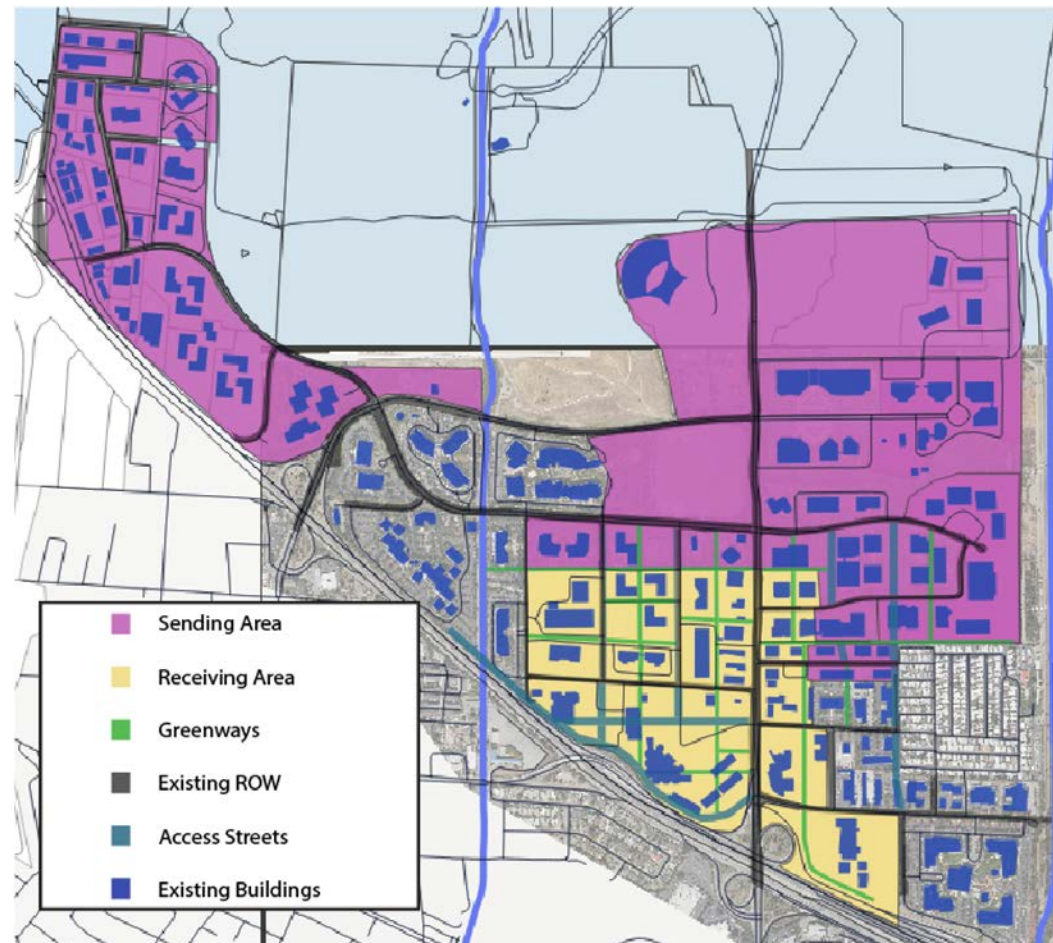 Sending Area
Receiving Area
Greenways
Existing ROW
Access Streets
Existing Buildings